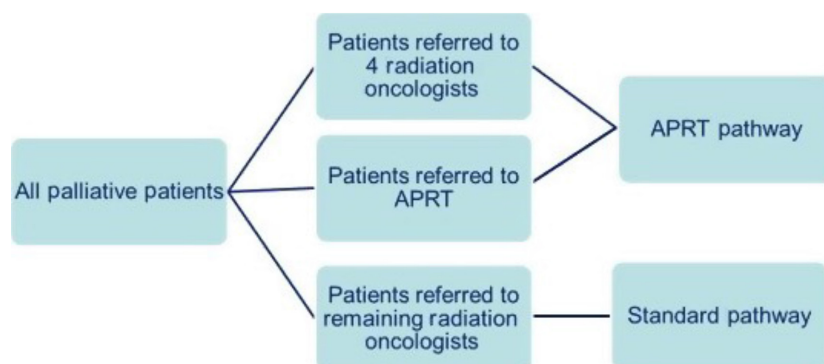 Patients referred to
4 radiation
oncologists
APRT pathway
All palliative patients
Patients referred to
APRT
Patients referred to
remaining radiation
oncologists
Standard pathway